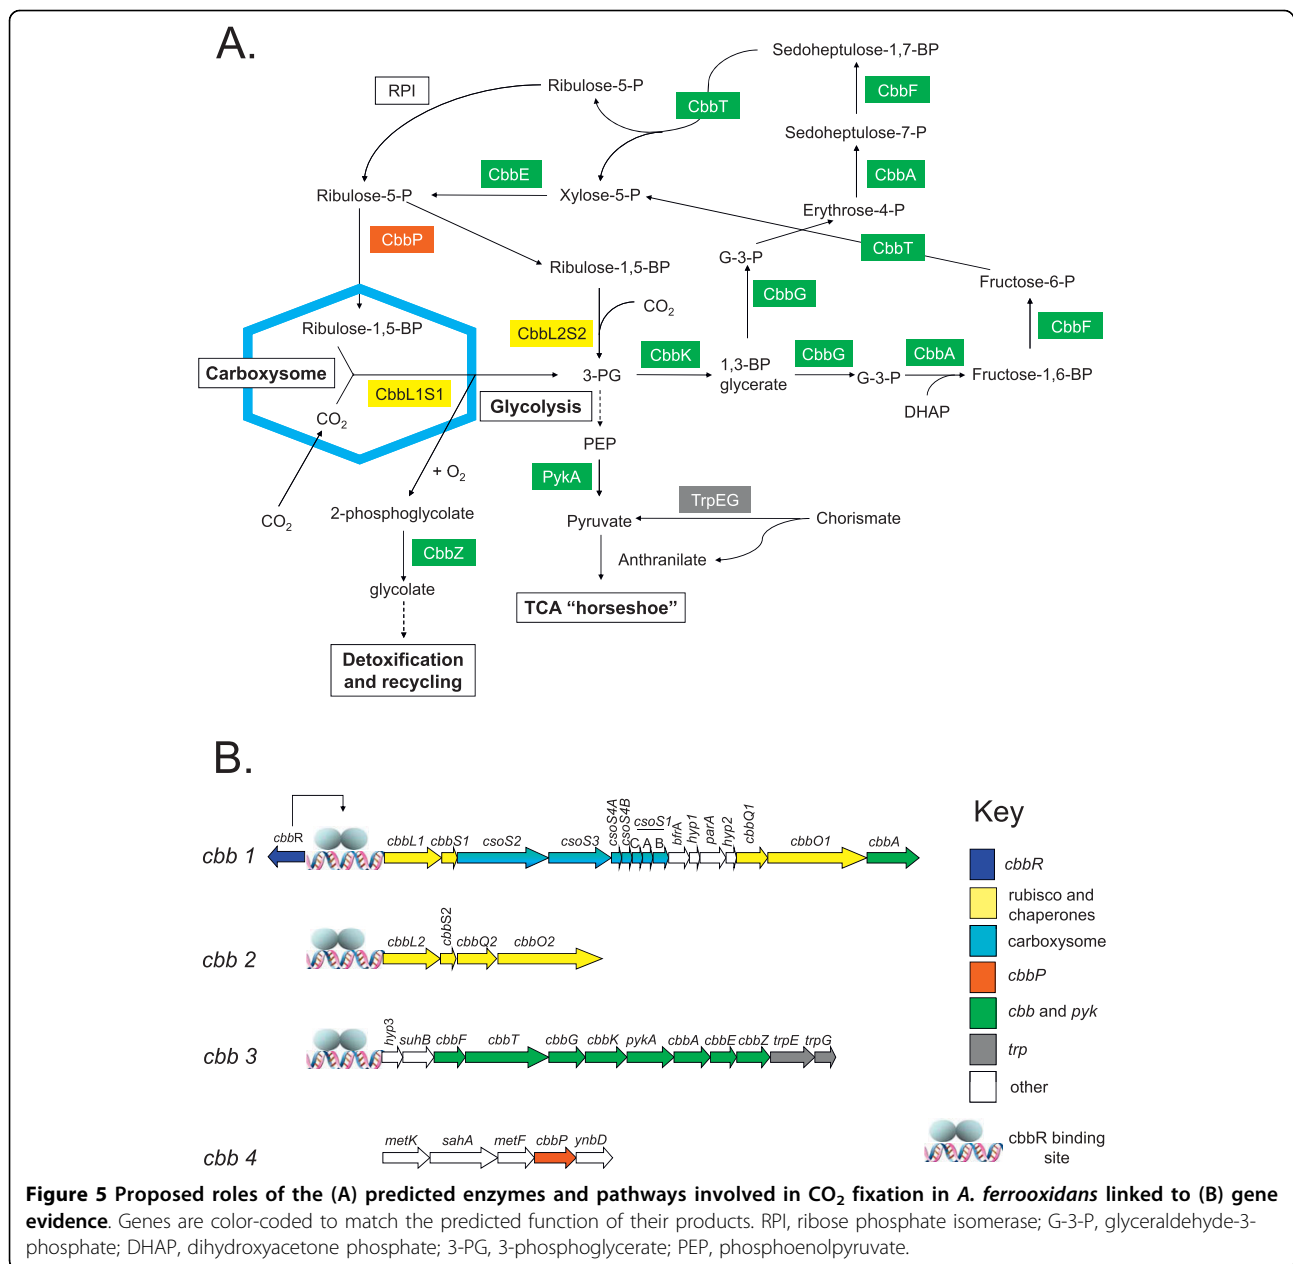 A.
Sedoheptulose-1,7-BP
RPI
Ribulose-5-P
CbbT
CbbF
Sedoheptulose-7-P
CbbE
CbbA
Ribulose-5-P
Xylose-5-P
Erythrose-4-P
CbbP
CbbT
G-3-P
Ribulose-1,5-BP
Fructose-6-P
CbbG
CO2
Ribulose-1,5-BP
CbbL2S2
CbbF
CbbK
CbbG
CbbA
Carboxysome
3-PG
1,3-BP
glycerate
G-3-P
Fructose-1,6-BP
CbbL1S1
Glycolysis
DHAP
CO2
PEP
+ O2
PykA
TrpEG
2-phosphoglycolate
CO2
Pyruvate
Chorismate
CbbZ
Anthranilate
glycolate
TCA “horseshoe”
Detoxification
and recycling
B.
Key
cbb 1
cbbR
cbbL1
cbbS1
csoS2
csoS3
csoS4A
csoS4B
csoS1
C A B
bfrA
hyp1
parA
hyp2
cbbQ1
cbbO1
cbbA
cbbR
rubisco and
chaperones
cbb 2
cbbL2
cbbS2
cbbQ2
cbbO2
carboxysome
cbbP
cbb and pyk
cbb 3
hyp3
suhB
cbbF
cbbT
cbbG
cbbK
pykA
cbbA
cbbE
cbbZ
trpE
trpG
trp
other
cbb 4
metK
sahA
metF
cbbP
ynbD
cbbR binding
site
Figure 5 Proposed roles of the (A) predicted enzymes and pathways involved in CO2 fixation in A. ferrooxidans linked to (B) gene
evidence. Genes are color-coded to match the predicted function of their products. RPI, ribose phosphate isomerase; G-3-P, glyceraldehyde-3-
phosphate; DHAP, dihydroxyacetone phosphate; 3-PG, 3-phosphoglycerate; PEP, phosphoenolpyruvate.